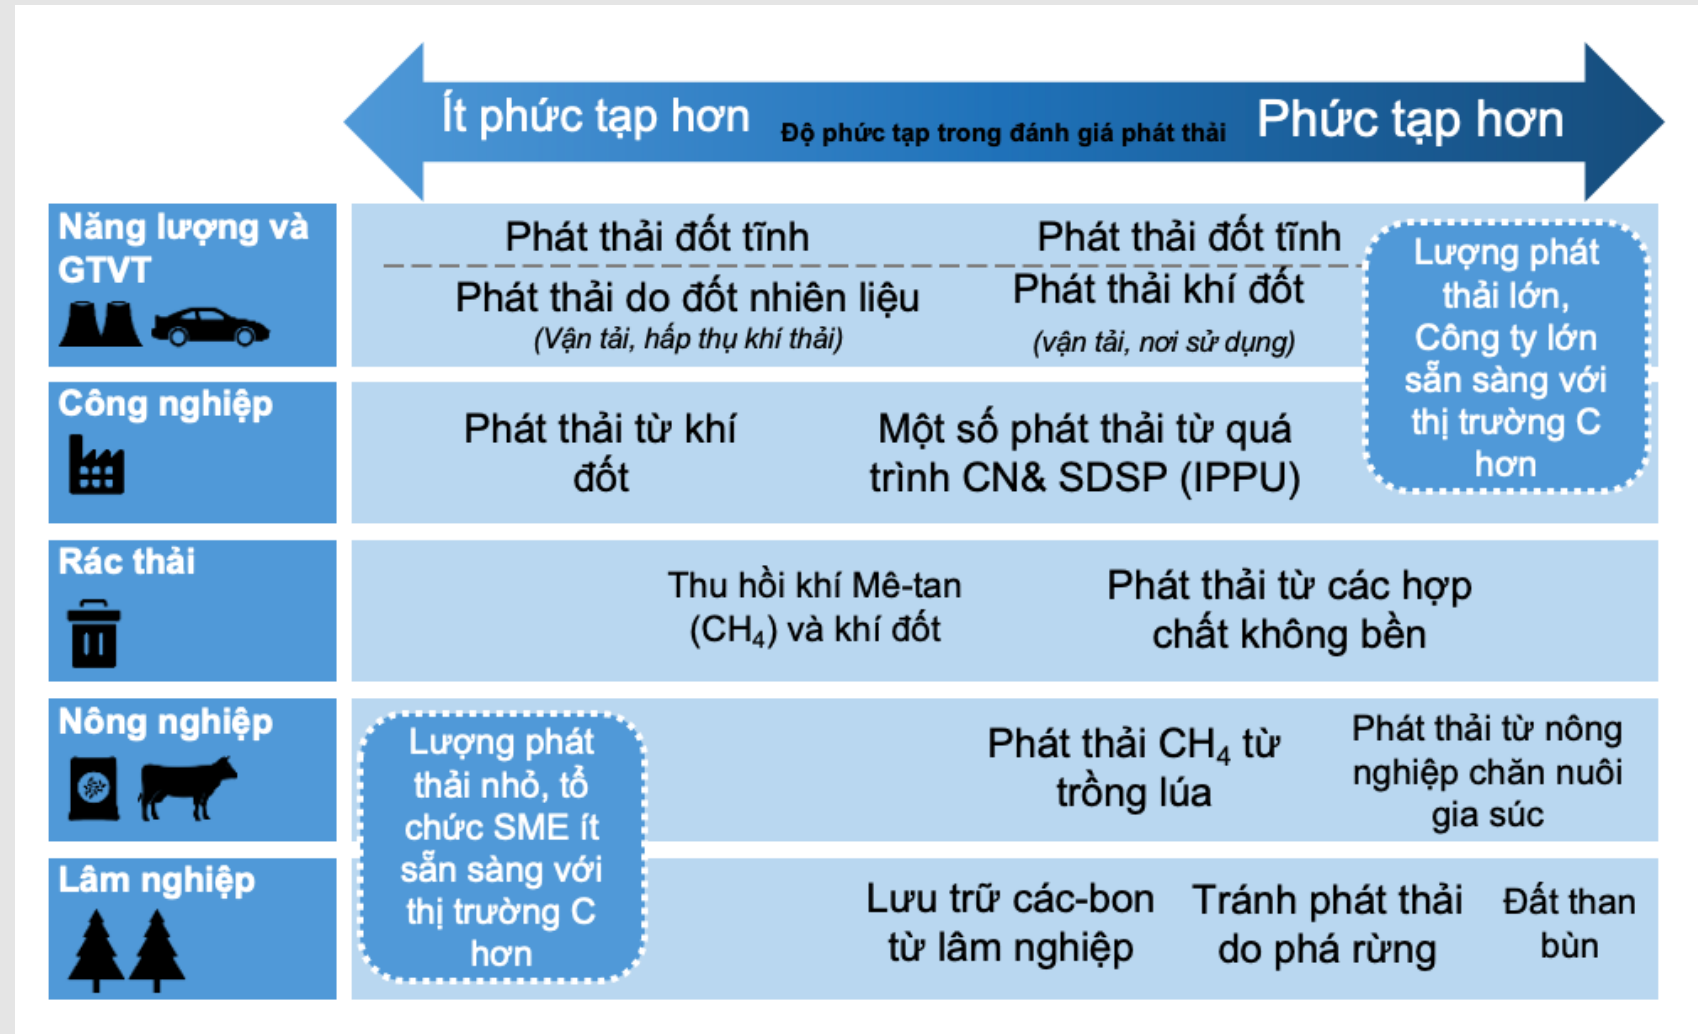 Ít phức tạp hơn
Độ phức tạp trong đánh giá phát thải
Phức tạp hơn
Năng lượng và
GTVT
Phát thải đốt tĩnh
Phát thải do đốt nhiên liệu
(Vận tải, hấp thụ khí thải)
Phát thải đốt tĩnh
Phát thải khí đốt
(vận tải, nơi sử dụng)
Lượng phát
thải lớn,
Công ty lớn
sẵn sàng với
thị trường C
hơn
Công nghiệp
Phát thải từ khí
đốt
Một số phát thải từ quá
trình CN& SDSP (IPPU)
Rác thải
Thu hồi khí Mê-tan
(CH₄) và khí đốt
Phát thải từ các hợp
chất không bền
Nông nghiệp
Lượng phát
thải nhỏ, tổ
chức SME ít
sẵn sàng với
thị trường C
hơn
Phát thải CH₄ từ
trồng lúa
Phát thải từ nông
nghiệp chăn nuôi
gia súc
Lâm nghiệp
Lưu trữ các-bon
từ lâm nghiệp
Tránh phát thải
do phá rừng
Đất than
bùn